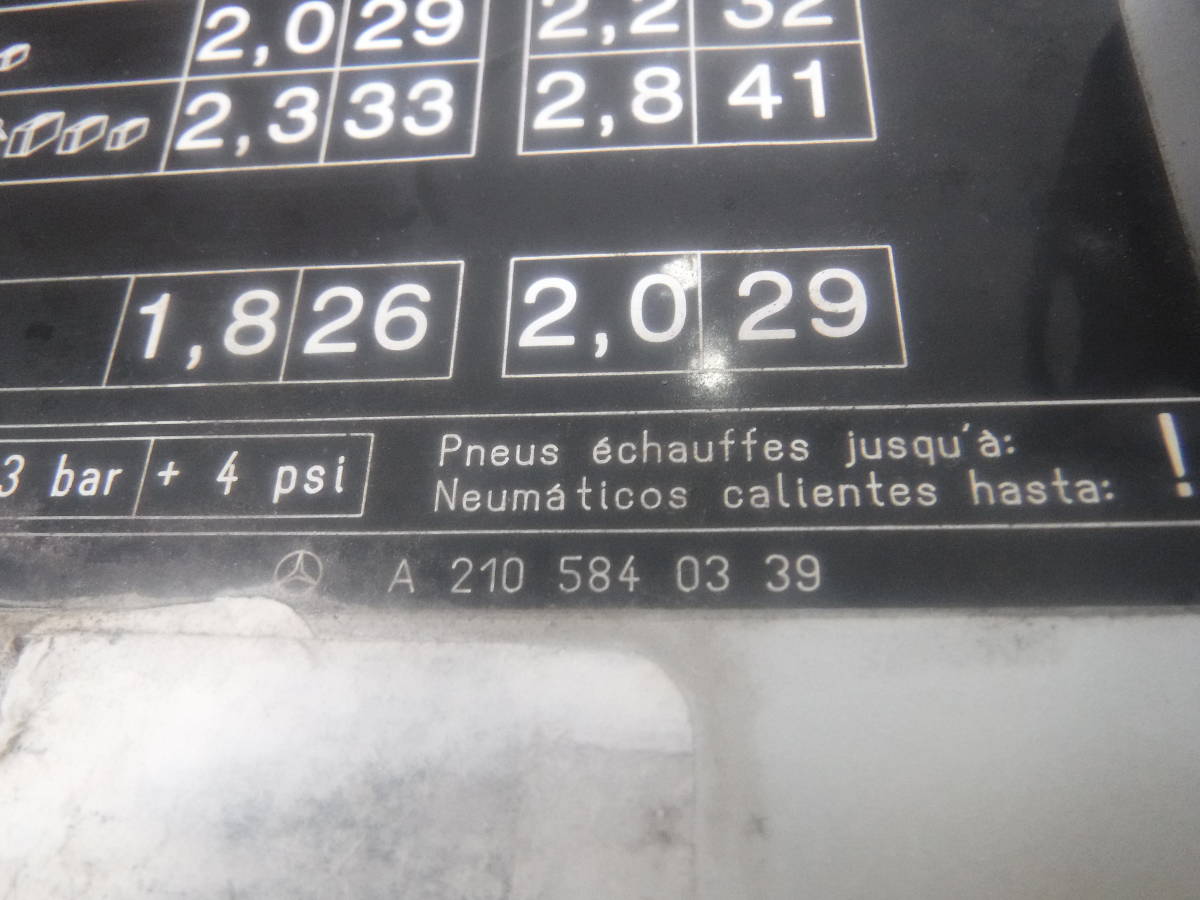 2,0 29 2,2 32
2,3 33 2,8 41
1,8 26 2,0 29
3 bar + 4 psi
Pneus échauffes jusqu'à:
Neumáticos calientes hasta: !
A 210 584 03 39